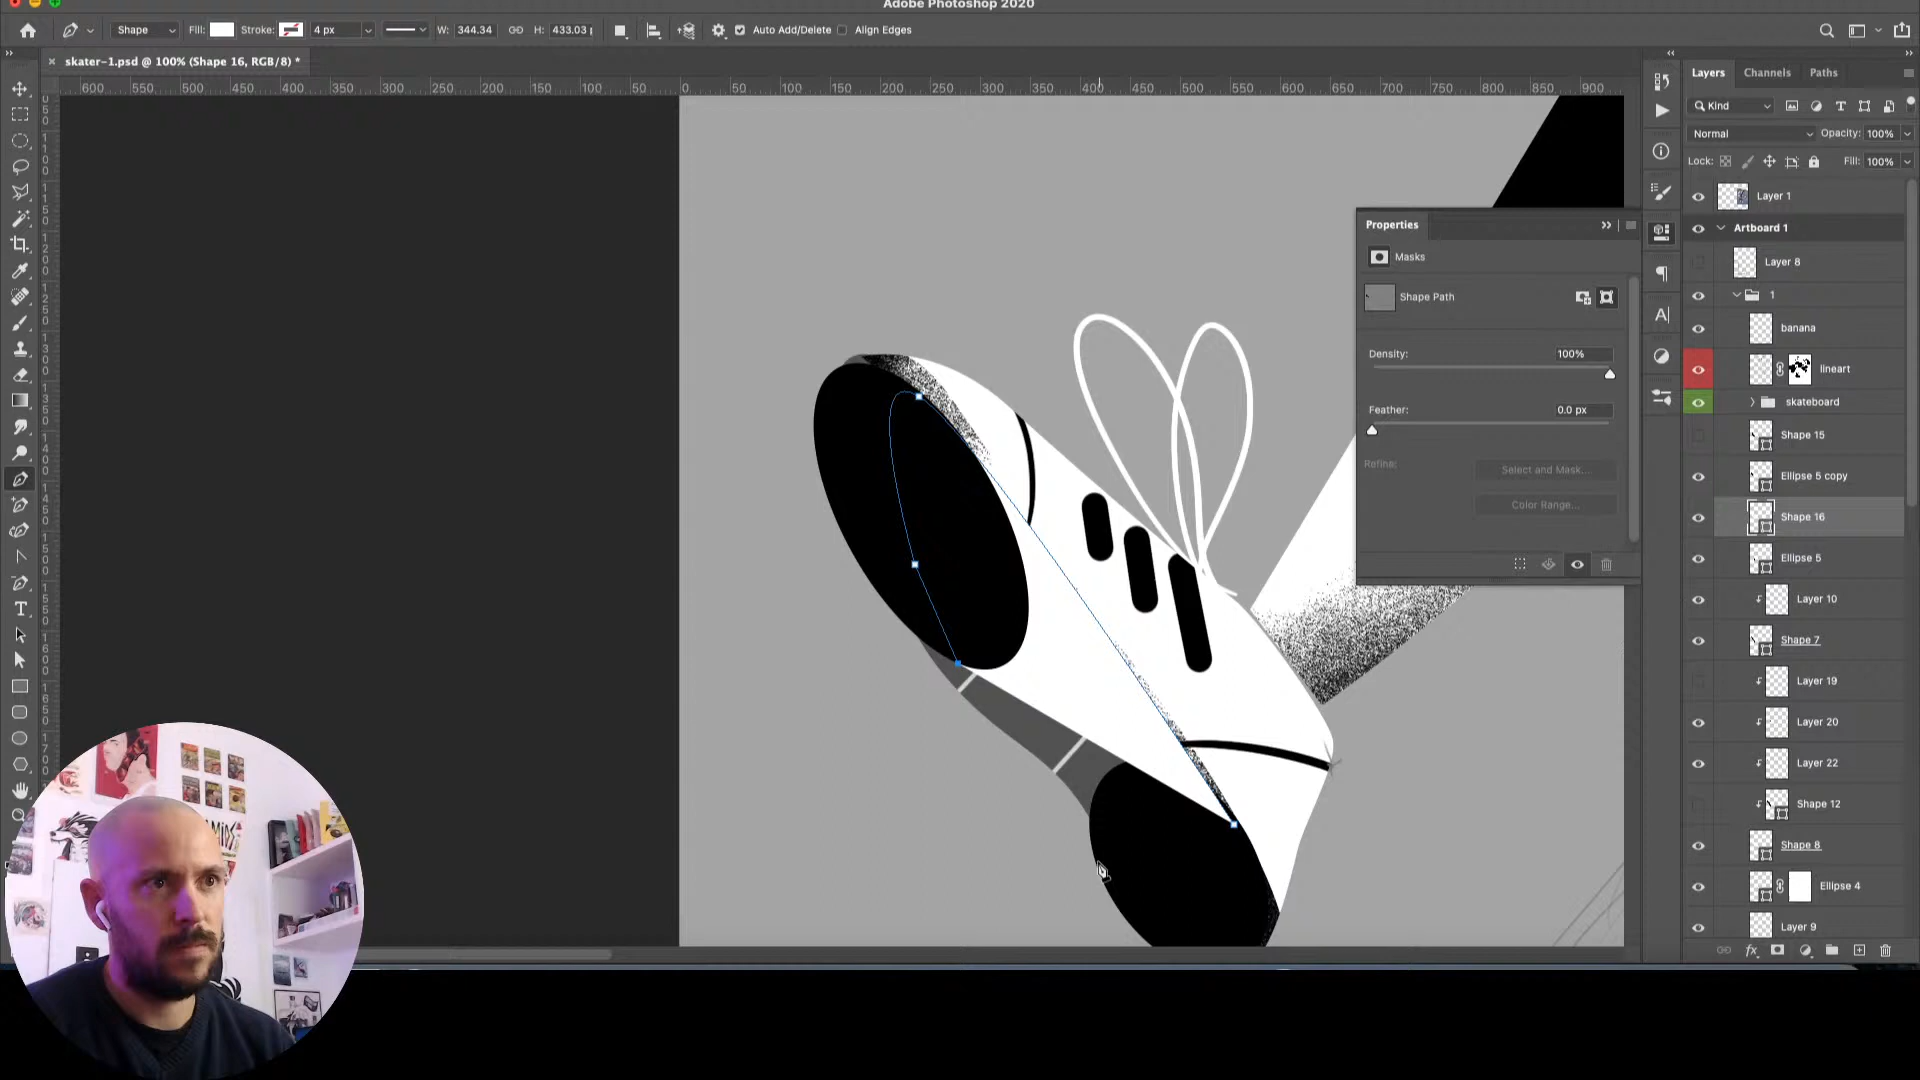 Adobe Photoshop 2020
Shape Fill: Stroke: 4 px W: 344.34 H: 433.03 Auto Add/Delete Align Edges
skater-1.psd @ 100% (Shape 16, RGB/8) *
600 550 500 450 400 350 300 250 200 150 100 50 0 50 100 150 200 250 300 350 400 450 500 550 600 650 700 750 800 850 900
Properties
Masks
Shape Path
Density: 100%
Feather: 0.0 px
Refine: Select and Mask...
Color Range...
Layers Channels Paths
Kind
Normal Opacity: 100%
Lock: Fill: 100%
Layer 1
Artboard 1
Layer 8
1
banana
lineart
skateboard
Shape 15
Ellipse 5 copy
Shape 16
Ellipse 5
Layer 10
Shape 7
Layer 19
Layer 20
Layer 22
Shape 12
Shape 8
Ellipse 4
Layer 9